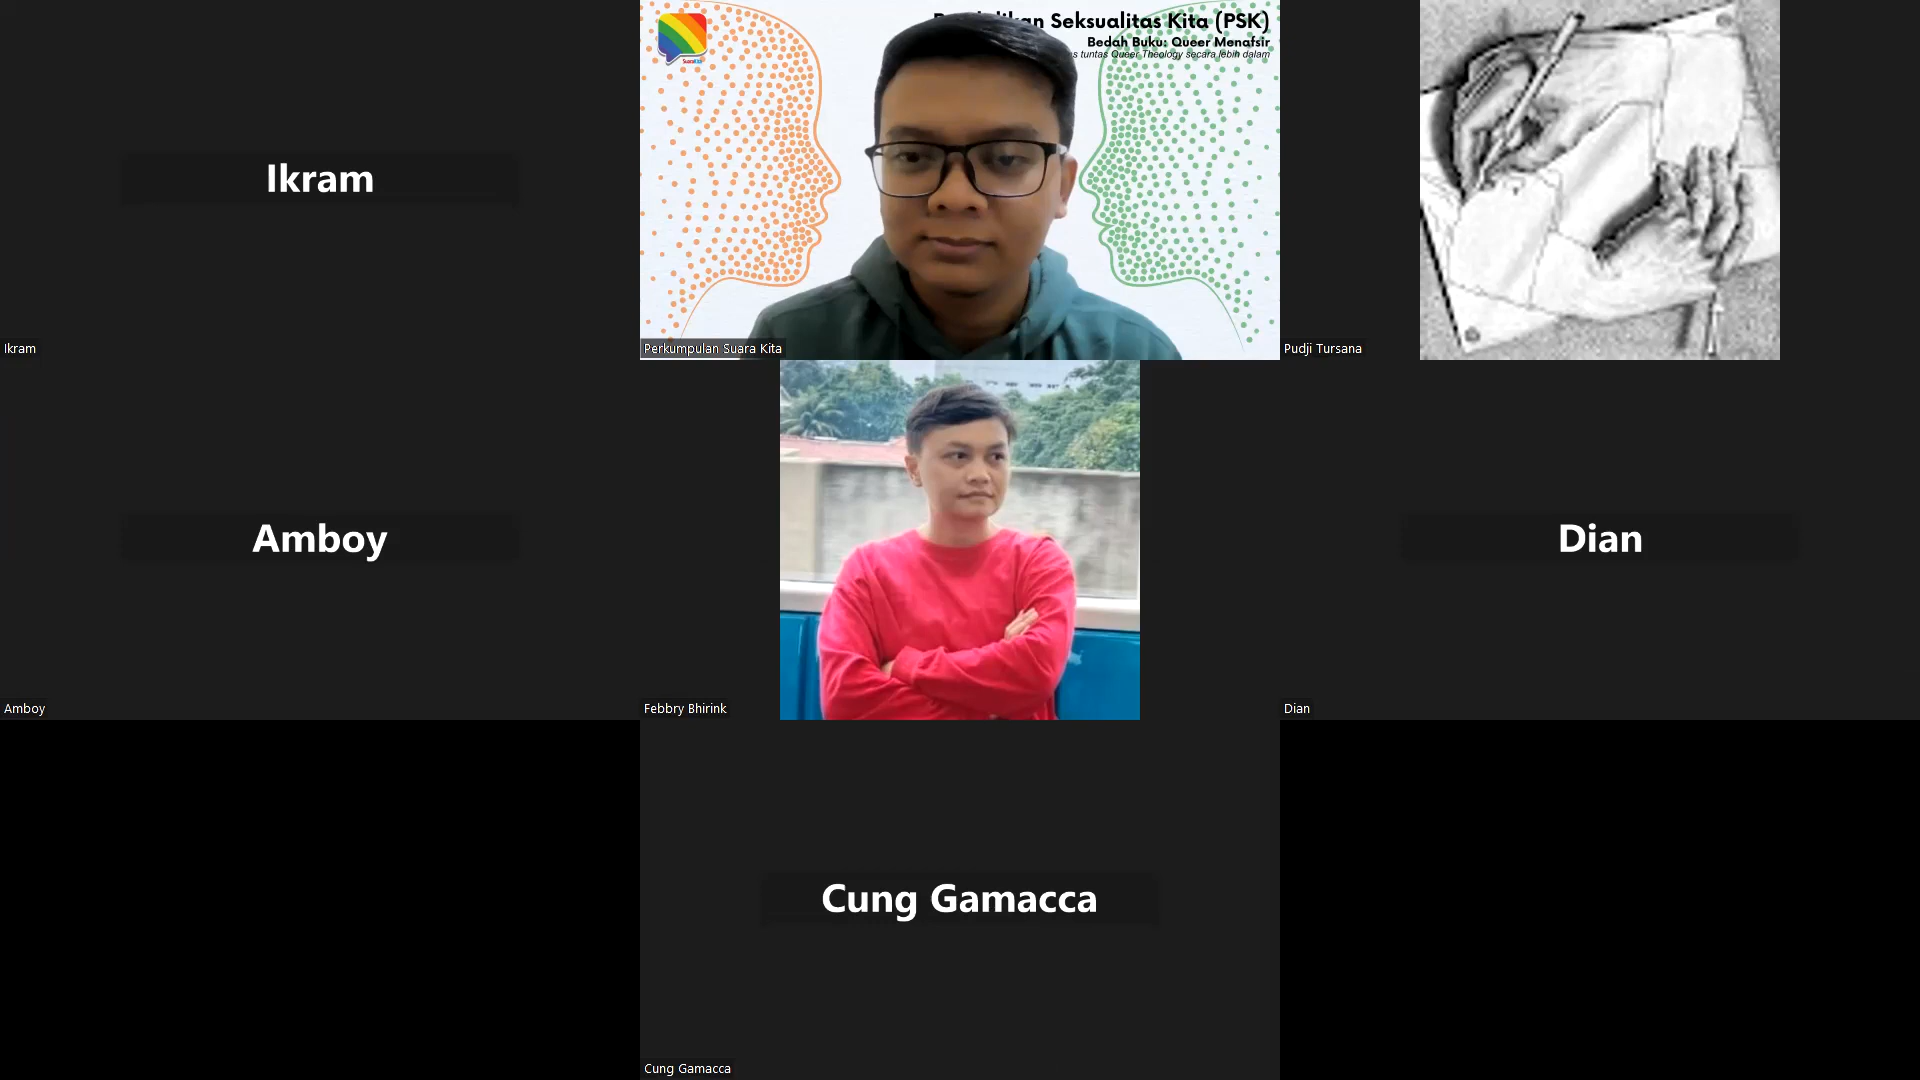 Seksualitas Kita (PSK)
Bedah Buku: Queer Menafsir
tuntas Queer Theology secara lebih dalam
SuaraKita
Ikram
Ikram
Perkumpulan Suara Kita
Pudji Tursana
Amboy
Dian
Amboy
Febbry Bhirink
Dian
Cung Gamacca
Cung Gamacca